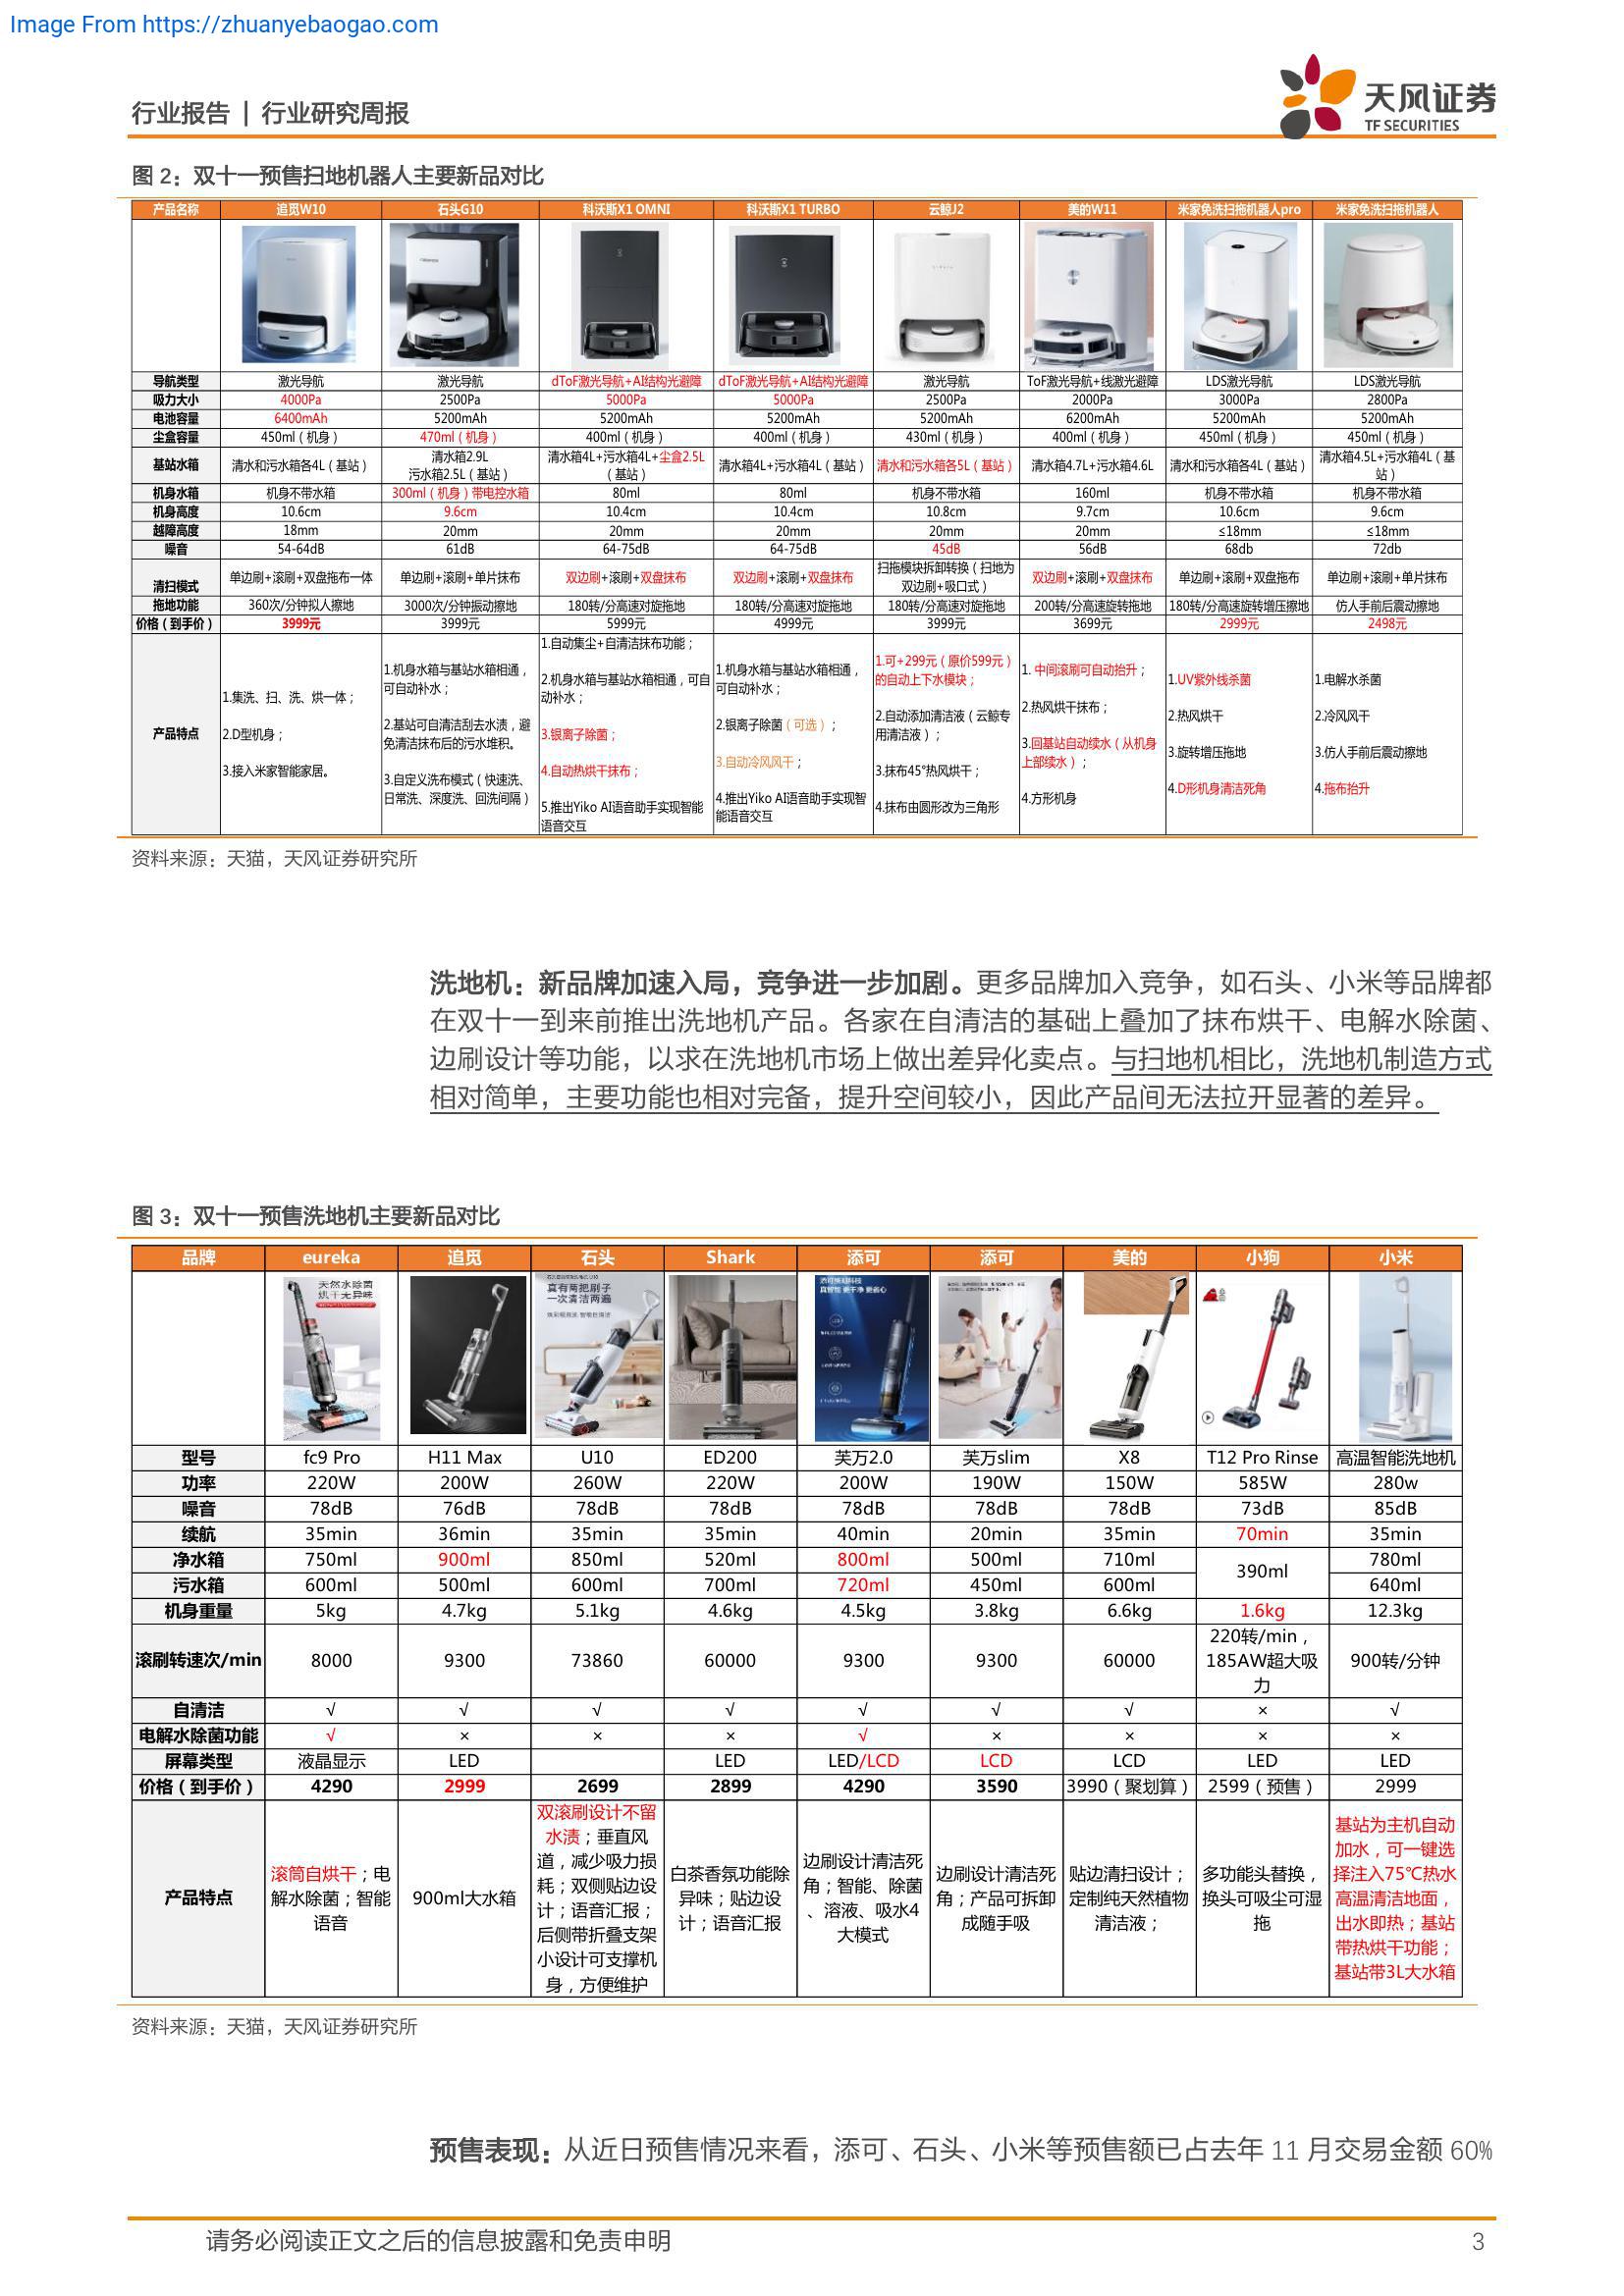 Image From https://zhuanyebaogao.com
行业报告 | 行业研究周报
天风证券
TF SECURITIES
图 2：双十一预售扫地机器人主要新品对比
产品名称 追觅W10 石头G10 科沃斯X1 OMNI 科沃斯X1 TURBO 云鲸J2 美的W11 米家免洗扫拖机器人pro 米家免洗扫拖机器人
导航类型 激光导航 激光导航 dToF激光导航+AI结构光避障 dToF激光导航+AI结构光避障 激光导航 ToF激光导航+线激光避障 LDS激光导航 LDS激光导航
吸力大小 4000Pa 2500Pa 5000Pa 5000Pa 2500Pa 2000Pa 3000Pa 2800Pa
电池容量 6400mAh 5200mAh 5200mAh 5200mAh 5200mAh 6200mAh 5200mAh 5200mAh
尘盒容量 450ml（机身） 470ml（机身） 400ml（机身） 400ml（机身） 430ml（机身） 400ml（机身） 450ml（机身） 450ml（机身）
基站水箱 清水和污水箱各4L（基站） 清水箱2.9L 污水箱2.5L（基站） 清水箱4L+污水箱4L+尘盒2.5L（基站） 清水箱4L+污水箱4L（基站） 清水和污水箱各5L（基站） 清水箱4.7L+污水箱4.6L 清水和污水箱各4L（基站） 清水箱4.5L+污水箱4L（基站）
机身水箱 机身不带水箱 300ml（机身）带电控水箱 80ml 80ml 机身不带水箱 160ml 机身不带水箱 机身不带水箱
机身高度 10.6cm 9.6cm 10.4cm 10.4cm 10.8cm 9.7cm 10.6cm 9.6cm
越障高度 18mm 20mm 20mm 20mm 20mm 20mm ≤18mm ≤18mm
噪音 54-64dB 61dB 64-75dB 64-75dB 45dB 56dB 68db 72db
清扫模式 单边刷+滚刷+双盘拖布一体 单边刷+滚刷+单片抹布 双边刷+滚刷+双盘抹布 双边刷+滚刷+双盘抹布 扫拖模块拆卸转换（扫地为双边刷+吸口式） 双边刷+滚刷+双盘抹布 单边刷+滚刷+双盘拖布 单边刷+滚刷+单片抹布
拖地功能 360次/分钟拟人擦地 3000次/分钟振动擦地 180转/分高速对旋拖地 180转/分高速对旋拖地 180转/分高速对旋拖地 200转/分高速旋转拖地 180转/分高速旋转增压擦地 仿人手前后震动擦地
价格（到手价） 3999元 3999元 5999元 4999元 3999元 3699元 2999元 2498元
产品特点
1.集洗、扫、洗、烘一体；
2.D型机身；
3.接入米家智能家居。
1.机身水箱与基站水箱相通，
可自动补水；
2.基站可自清洁刮去水渍，避
免清洁抹布后的污水堆积。
3.自定义洗布模式（快速洗、
日常洗、深度洗、回洗间隔）
1.自动集尘+自清洁抹布功能；
2.机身水箱与基站水箱相通，可自
动补水；
3.银离子除菌；
4.自动热烘干抹布；
5.推出Yiko AI语音助手实现智能
语音交互
1.机身水箱与基站水箱相通，
可自动补水；
2.银离子除菌（可选）；
3.自动冷风风干；
4.推出Yiko AI语音助手实现智
能语音交互
1.可+299元（原价599元）
的自动上下水模块；
2.自动添加清洁液（云鲸专
用清洁液）；
3.抹布45°热风烘干；
4.抹布由圆形改为三角形
1. 中间滚刷可自动抬升；
2.热风烘干抹布；
3.回基站自动续水（从机身
上部续水）；
4.方形机身
1.UV紫外线杀菌
2.热风烘干
3.旋转增压拖地
4.D形机身清洁死角
1.电解水杀菌
2.冷风风干
3.仿人手前后震动擦地
4.拖布抬升
资料来源：天猫，天风证券研究所
洗地机：新品牌加速入局，竞争进一步加剧。更多品牌加入竞争，如石头、小米等品牌都
在双十一到来前推出洗地机产品。各家在自清洁的基础上叠加了抹布烘干、电解水除菌、
边刷设计等功能，以求在洗地机市场上做出差异化卖点。与扫地机相比，洗地机制造方式
相对简单，主要功能也相对完备，提升空间较小，因此产品间无法拉开显著的差异。
图 3：双十一预售洗地机主要新品对比
品牌 eureka 追觅 石头 Shark 添可 添可 美的 小狗 小米
天然水除菌
烘干无异味
真有两把刷子
一次清洁两遍
型号 fc9 Pro H11 Max U10 ED200 芙万2.0 芙万slim X8 T12 Pro Rinse 高温智能洗地机
功率 220W 200W 260W 220W 200W 190W 150W 585W 280w
噪音 78dB 76dB 78dB 78dB 78dB 78dB 78dB 73dB 85dB
续航 35min 36min 35min 35min 40min 20min 35min 70min 35min
净水箱 750ml 900ml 850ml 520ml 800ml 500ml 710ml 390ml 780ml
污水箱 600ml 500ml 600ml 700ml 720ml 450ml 600ml 640ml
机身重量 5kg 4.7kg 5.1kg 4.6kg 4.5kg 3.8kg 6.6kg 1.6kg 12.3kg
滚刷转速次/min 8000 9300 73860 60000 9300 9300 60000 220转/min，185AW超大吸力 900转/分钟
自清洁 √ √ √ √ √ √ √ × √
电解水除菌功能 √ × × × √ × × × ×
屏幕类型 液晶显示 LED LED LED/LCD LCD LCD LED LED
价格（到手价） 4290 2999 2699 2899 4290 3590 3990（聚划算） 2599（预售） 2999
产品特点
滚筒自烘干；电
解水除菌；智能
语音
900ml大水箱
双滚刷设计不留
水渍；垂直风
道，减少吸力损
耗；双侧贴边设
计；语音汇报；
后侧带折叠支架
小设计可支撑机
身，方便维护
白茶香氛功能除
异味；贴边设
计；语音汇报
边刷设计清洁死
角；智能、除菌
、溶液、吸水4
大模式
边刷设计清洁死
角；产品可拆卸
成随手吸
贴边清扫设计；
定制纯天然植物
清洁液；
多功能头替换，
换头可吸尘可湿
拖
基站为主机自动
加水，可一键选
择注入75℃热水
高温清洁地面，
出水即热；基站
带热烘干功能；
基站带3L大水箱
资料来源：天猫，天风证券研究所
预售表现：从近日预售情况来看，添可、石头、小米等预售额已占去年 11 月交易金额 60%
请务必阅读正文之后的信息披露和免责申明
3